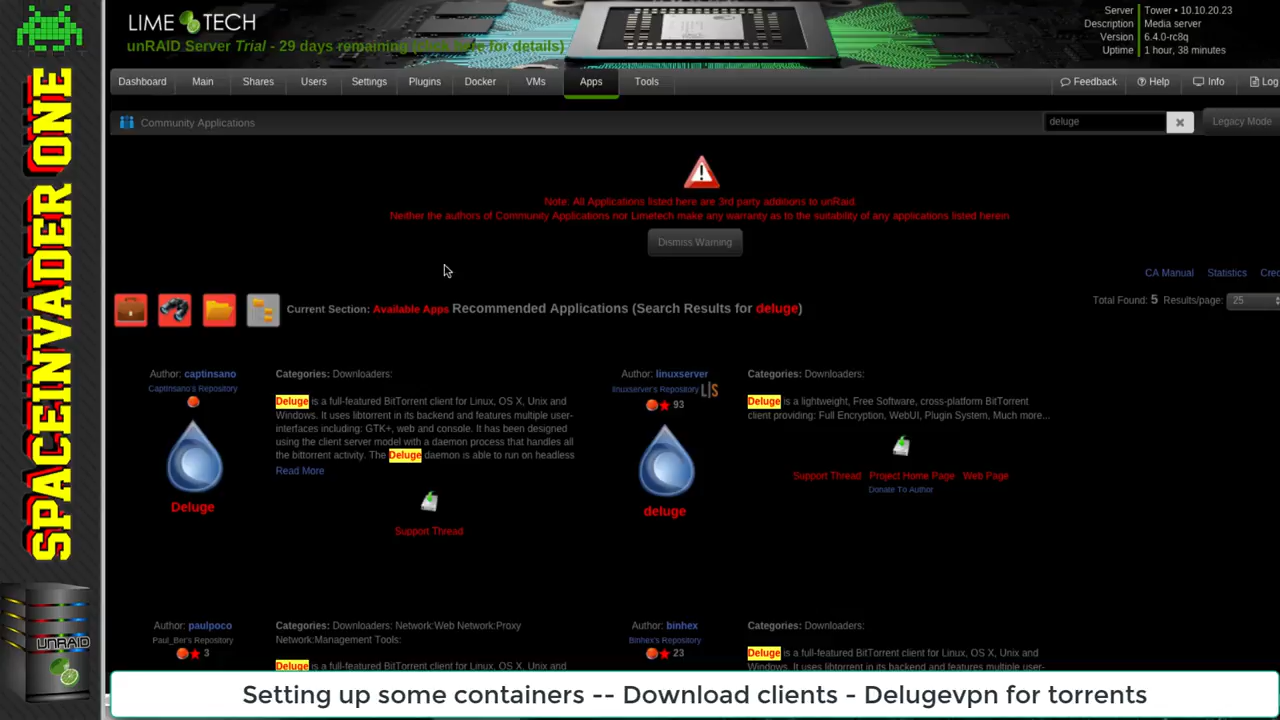 SPACEINVADER ONE
UNRAID
LIME TECH
unRAID Server Trial - 29 days remaining (click here for details)
Server Tower • 10.10.20.23
Description Media server
Version 6.4.0-rc8q
Uptime 1 hour, 38 minutes
Dashboard Main Shares Users Settings Plugins Docker VMs Apps Tools Feedback Help Info Log
Community Applications deluge Legacy Mode
Note: All Applications listed here are 3rd party additions to unRaid.
Neither the authors of Community Applications nor Limetech make any warranty as to the suitability of any applications listed herein
Dismiss Warning
CA Manual Statistics Cred
Current Section: Available Apps Recommended Applications (Search Results for deluge) Total Found: 5 Results/page: 25
Author: captinsano
Captinsano's Repository
Deluge
Categories: Downloaders:
Deluge is a full-featured BitTorrent client for Linux, OS X, Unix and
Windows. It uses libtorrent in its backend and features multiple user-
interfaces including: GTK+, web and console. It has been designed
using the client server model with a daemon process that handles all
the bittorrent activity. The Deluge daemon is able to run on headless
Read More
Support Thread
Author: linuxserver
linuxserver's Repository L|S
93
deluge
Categories: Downloaders:
Deluge is a lightweight, Free Software, cross-platform BitTorrent
client providing: Full Encryption, WebUI, Plugin System, Much more...
Support Thread Project Home Page Web Page
Donate To Author
Author: paulpoco
Paul_Ber's Repository
3
Categories: Downloaders: Network:Web Network:Proxy
Network:Management Tools:
Deluge is a full-featured BitTorrent client for Linux, OS X, Unix and
Author: binhex
Binhex's Repository
23
Categories: Downloaders:
Deluge is a full-featured BitTorrent client for Linux, OS X, Unix and
Windows. It uses libtorrent in its backend and features multiple user-
Setting up some containers -- Download clients - Delugevpn for torrents